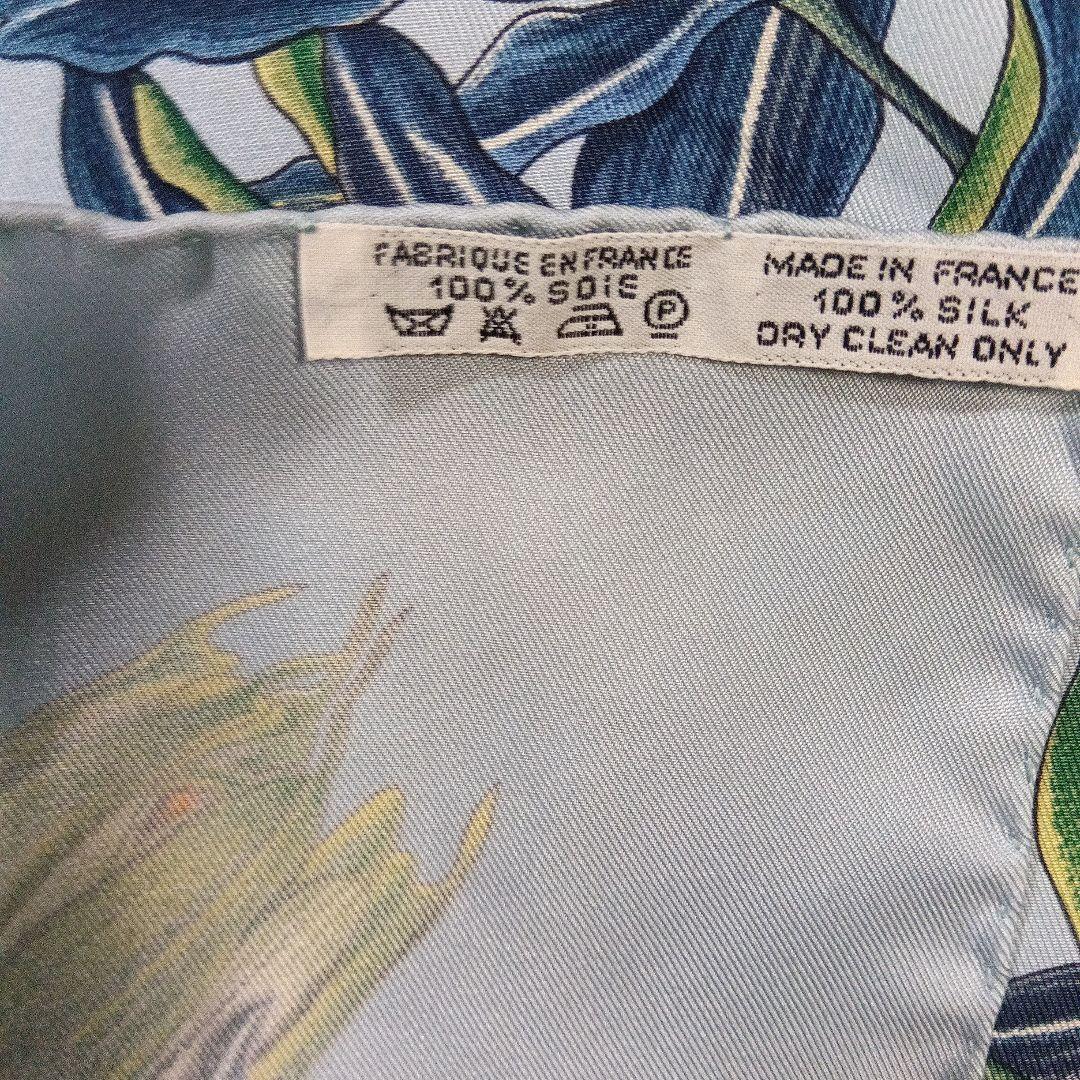 FABRIQUE EN FRANCE
100% SOIE
P
MADE IN FRANCE
100% SILK
DRY CLEAN ONLY